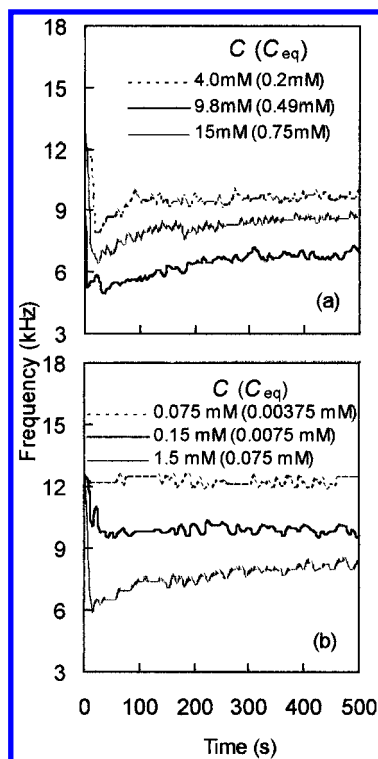 18
15
12
9
6
3
C (Ceq)
4.0mM (0.2mM)
9.8mM (0.49mM)
15mM (0.75mM)
(a)
Frequency (kHz)
18
15
12
9
6
3
C (Ceq)
0.075 mM (0.00375 mM)
0.15 mM (0.0075 mM)
1.5 mM (0.075 mM)
(b)
0 100 200 300 400 500
Time (s)